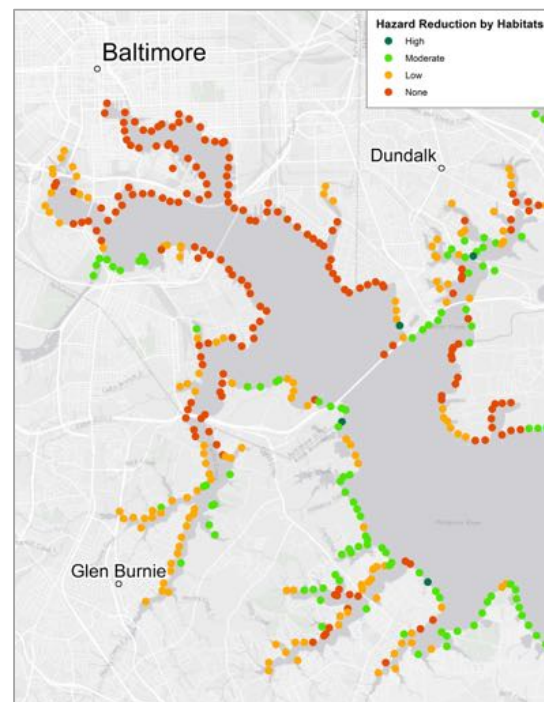 Hazard Reduction by Habitats
High
Moderate
Low
None
Baltimore
Dundalk
Glen Burnie